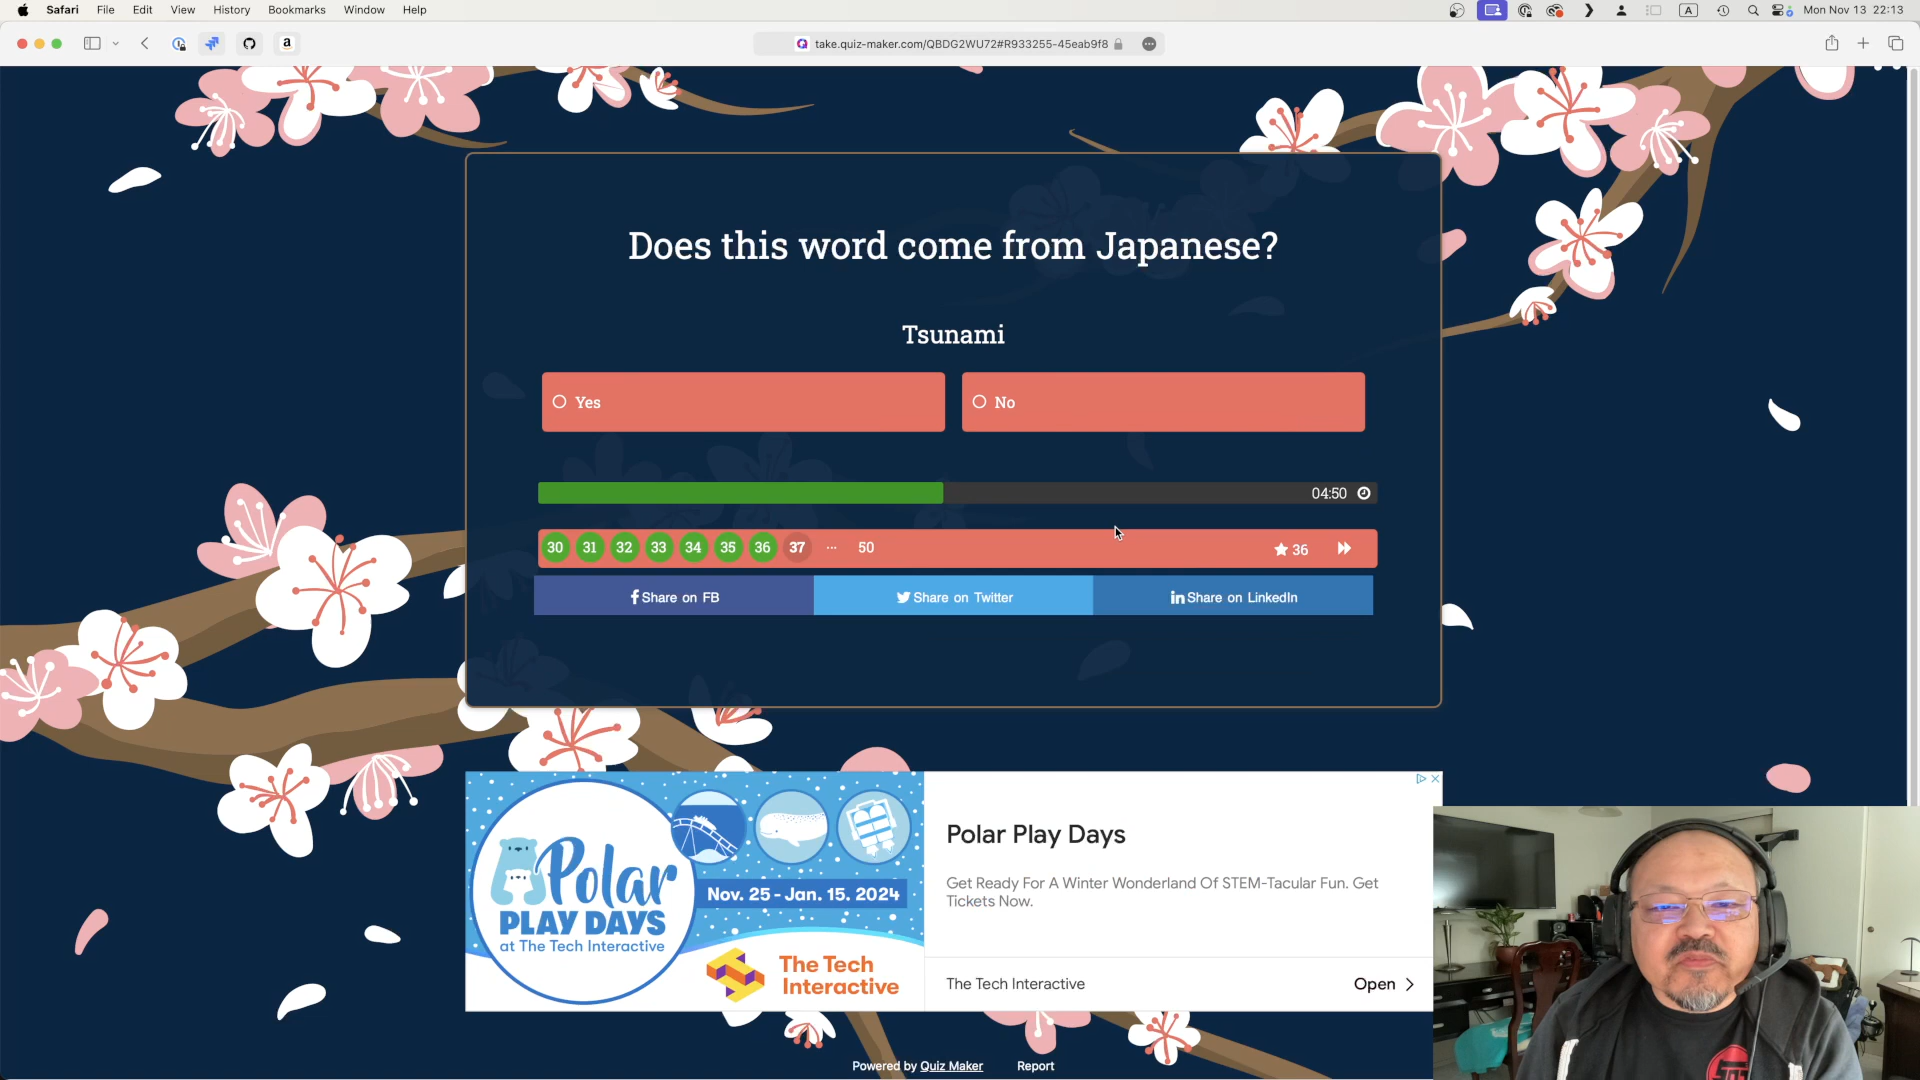 Safari File Edit View History Bookmarks Window Help A Mon Nov 13 22:13
a take.quiz-maker.com/QBDG2WU72#R933255-45eab9f8
Does this word come from Japanese?
Tsunami
Yes No
04:50
30 31 32 33 34 35 36 37 ... 50 36
Share on FB Share on Twitter Share on LinkedIn
Polar
PLAY DAYS
at The Tech Interactive
Nov. 25 - Jan. 15. 2024
The Tech
Interactive
Polar Play Days
Get Ready For A Winter Wonderland Of STEM-Tacular Fun. Get
Tickets Now.
The Tech Interactive Open
Powered by Quiz Maker Report